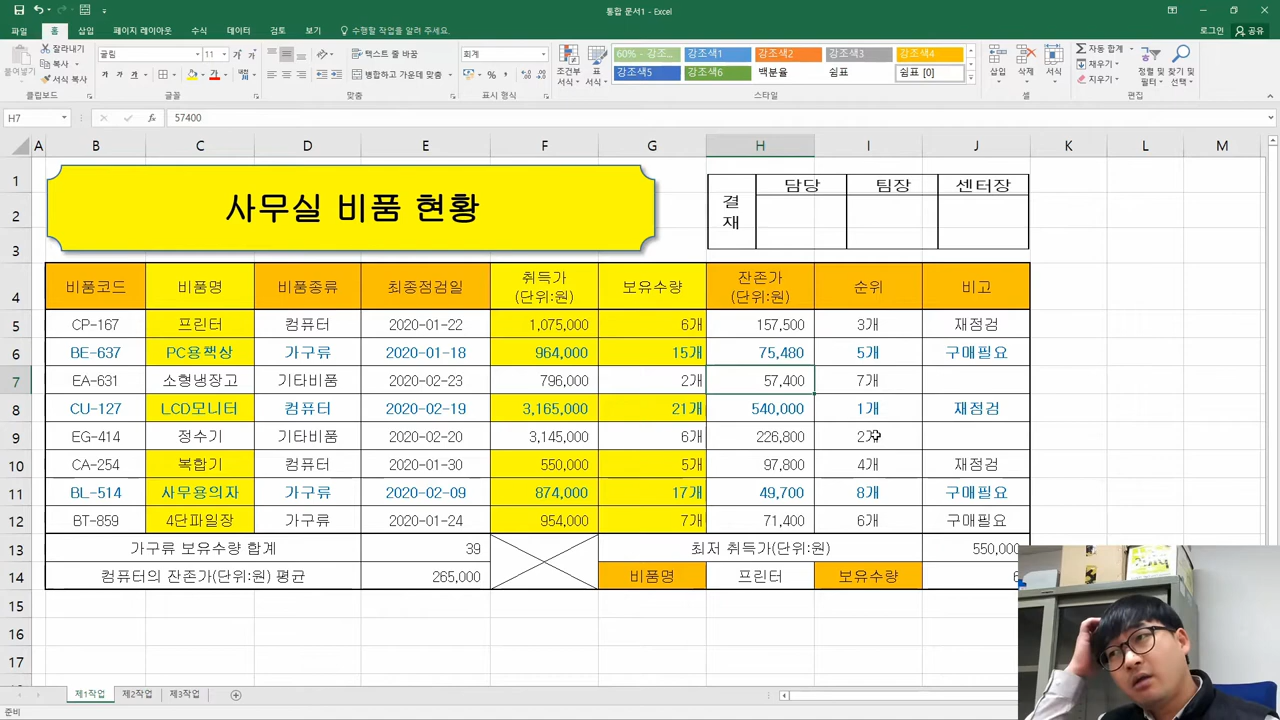 통합 문서1 - Excel
파일 홈 삽입 페이지 레이아웃 수식 데이터 검토 보기 수행할 작업을 알려 주세요. 로그인 공유
붙여넣기 잘라내기 복사 서식 복사 클립보드
굴림 11 가 가 가 가 가 글꼴
텍스트 줄 바꿈 병합하고 가운데 맞춤 맞춤
회계 % 표시 형식
조건부 서식 표 서식
60% - 강조... 강조색1 강조색2 강조색3 강조색4
강조색5 강조색6 백분율 쉼표 쉼표 [0]
스타일
삽입 삭제 서식 셀
자동 합계 채우기 지우기 정렬 및 필터 찾기 및 선택 편집
H7 fx 57400
A B C D E F G H I J K L M
사무실 비품 현황
결재 담당 팀장 센터장
1
2
3
4 비품코드 비품명 비품종류 최종점검일 취득가 (단위:원) 보유수량 잔존가 (단위:원) 순위 비고
5 CP-167 프린터 컴퓨터 2020-01-22 1,075,000 6개 157,500 3개 재점검
6 BE-637 PC용책상 가구류 2020-01-18 964,000 15개 75,480 5개 구매필요
7 EA-631 소형냉장고 기타비품 2020-02-23 796,000 2개 57,400 7개
8 CU-127 LCD모니터 컴퓨터 2020-02-19 3,165,000 21개 540,000 1개 재점검
9 EG-414 정수기 기타비품 2020-02-20 3,145,000 6개 226,800 2개
10 CA-254 복합기 컴퓨터 2020-01-30 550,000 5개 97,800 4개 재점검
11 BL-514 사무용의자 가구류 2020-02-09 874,000 17개 49,700 8개 구매필요
12 BT-859 4단파일장 가구류 2020-01-24 954,000 7개 71,400 6개 구매필요
13 가구류 보유수량 합계 39 최저 취득가(단위:원) 550,000
14 컴퓨터의 잔존가(단위:원) 평균 265,000 비품명 프린터 보유수량 6
15
16
17
제1작업 제2작업 제3작업
준비